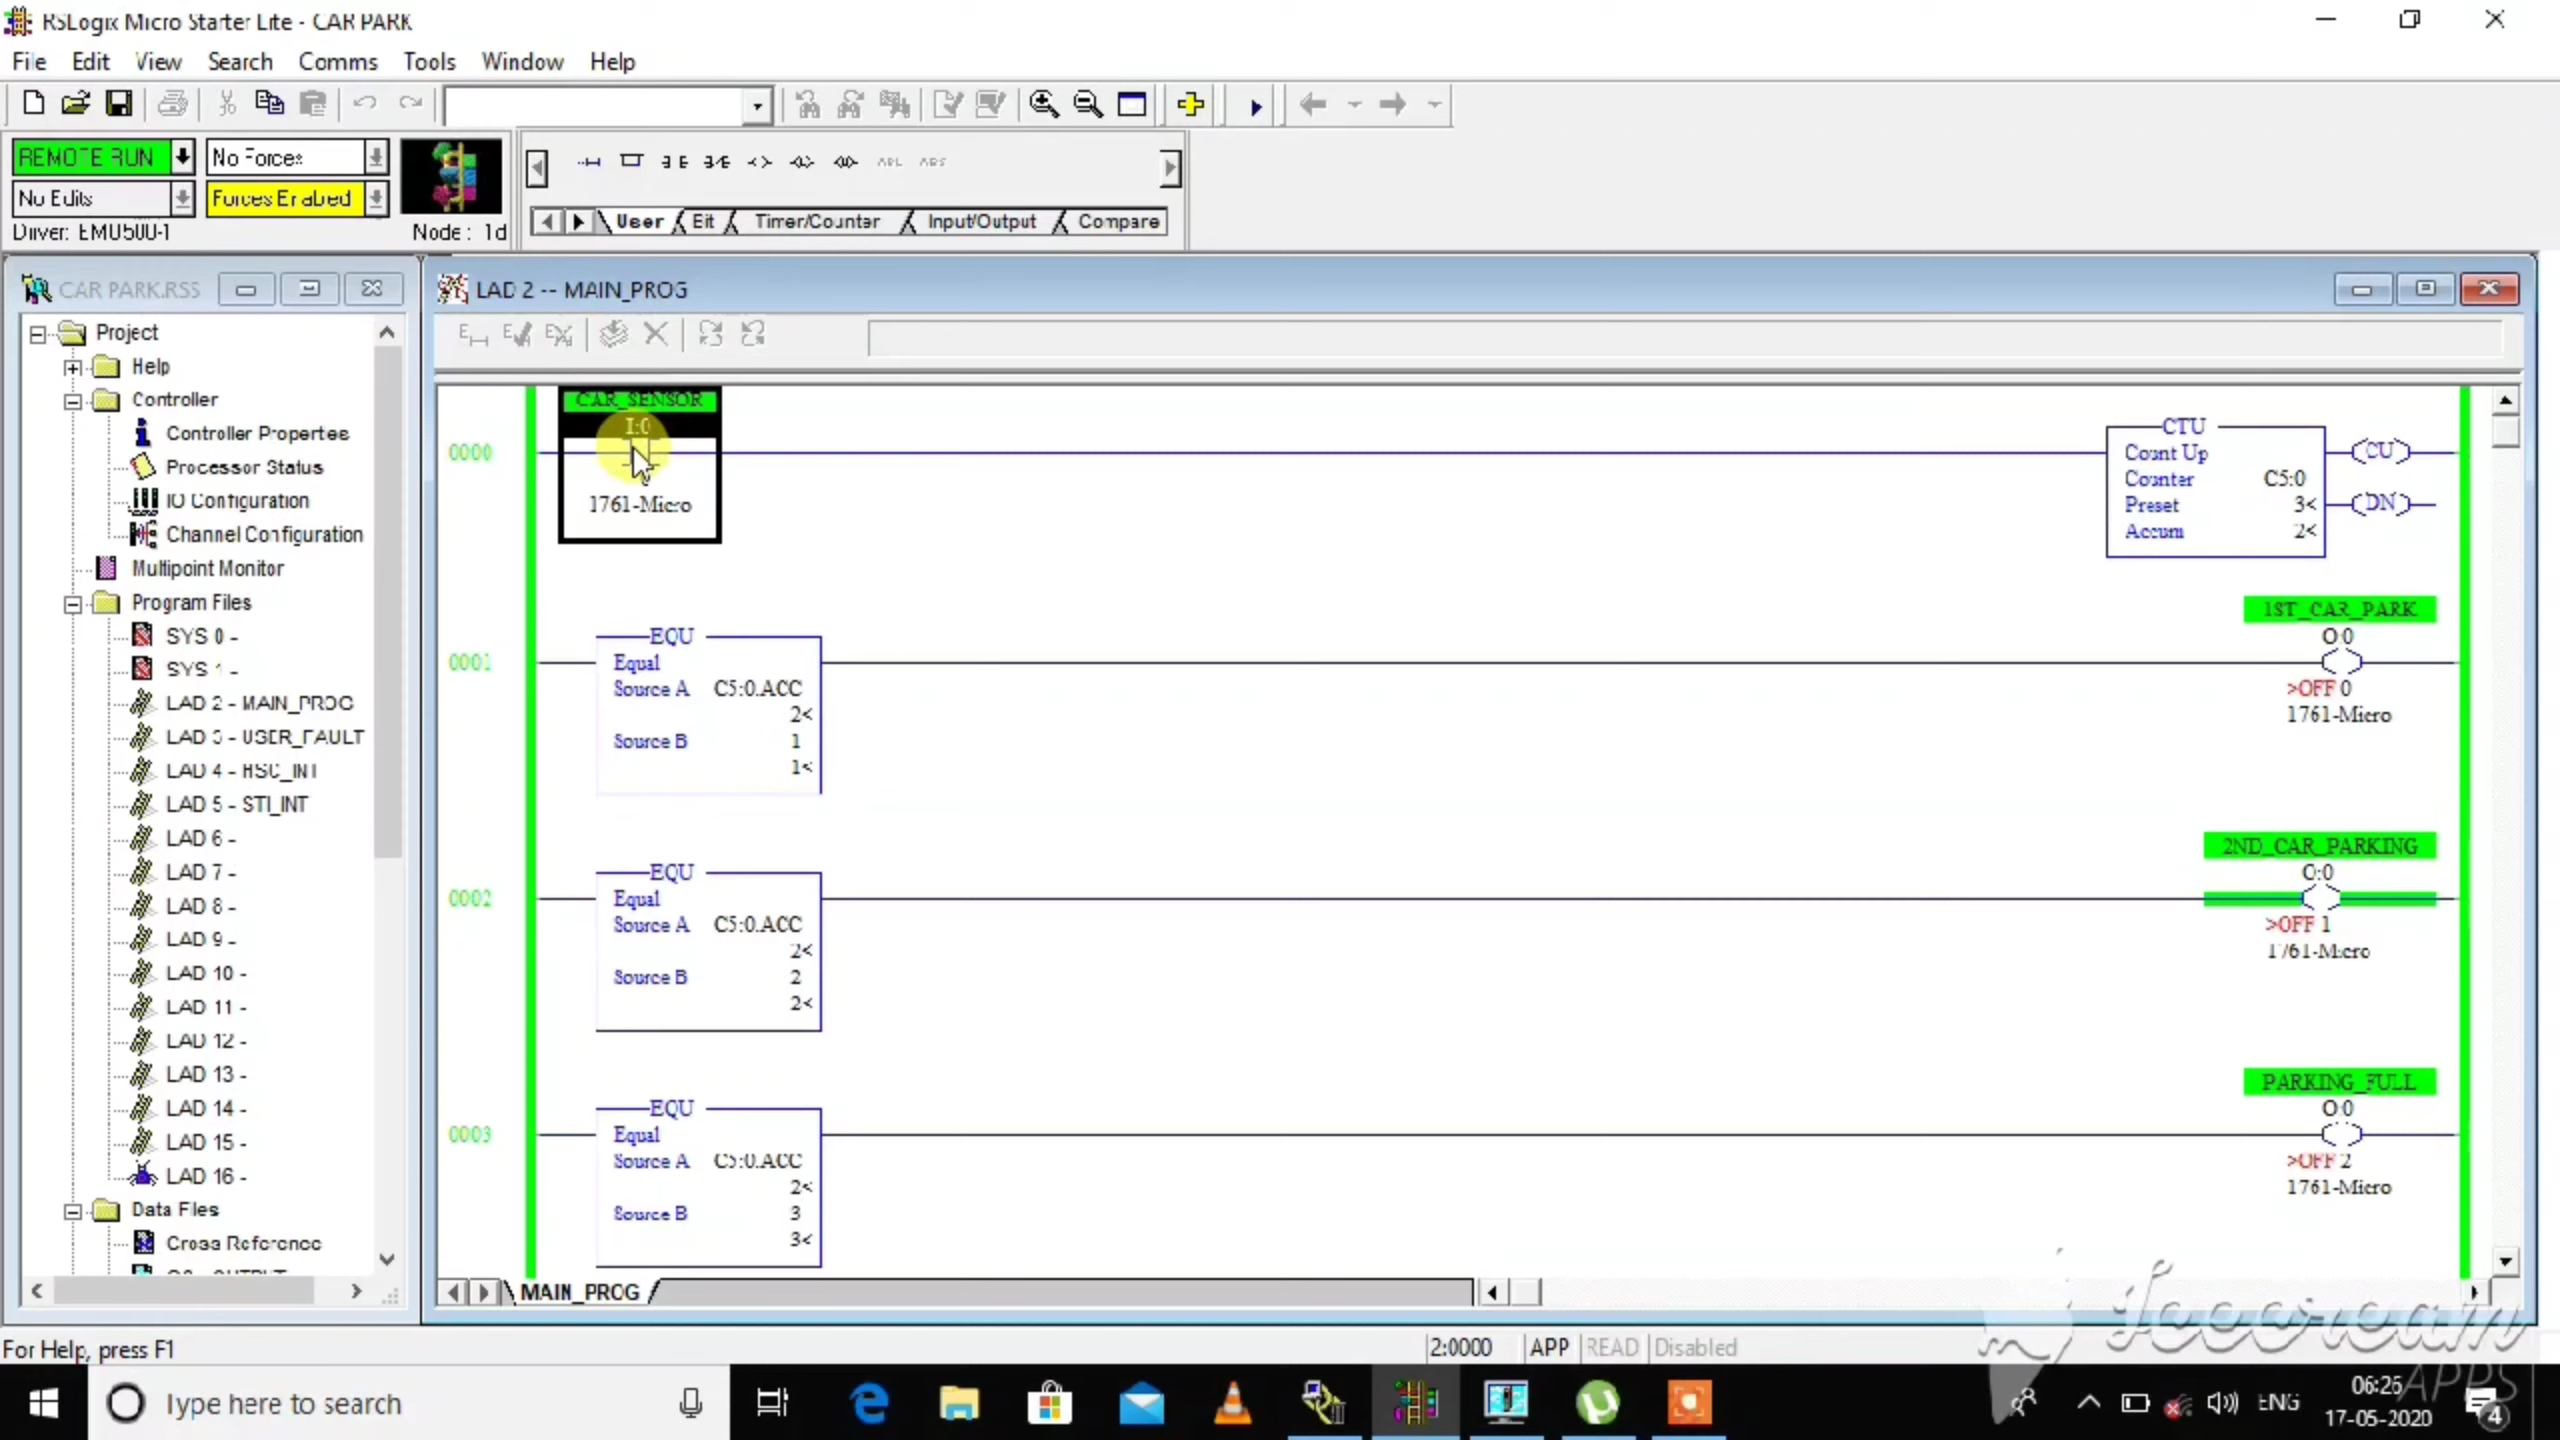 RSLogix Micro Starter Lite - CAR PARK
File Edit View Search Comms Tools Window Help
REMOTE RUN No Forces
No Edits Forces Enabled
Driver: EMU500-1 Node : 1d
User Bit Timer/Counter Input/Output Compare
CAR PARK.RSS
LAD 2 -- MAIN_PROG
Project
Help
Controller
Controller Properties
Processor Status
IO Configuration
Channel Configuration
Multipoint Monitor
Program Files
SYS 0 -
SYS 1 -
LAD 2 - MAIN_PROG
LAD 3 - USER_FAULT
LAD 4 - HSC_INT
LAD 5 - STI_INT
LAD 6 -
LAD 7 -
LAD 8 -
LAD 9 -
LAD 10 -
LAD 11 -
LAD 12 -
LAD 13 -
LAD 14 -
LAD 15 -
LAD 16 -
Data Files
Cross Reference
CAR_SENSOR
I:0
0000
1761-Micro
CTU
Count Up
Counter C5:0
Preset 3<
Accum 2<
CU
DN
1ST_CAR_PARK
O:0
0001
EQU
Equal
Source A C5:0.ACC
2<
Source B 1
1<
>OFF 0
1761-Micro
2ND_CAR_PARKING
O:0
0002
EQU
Equal
Source A C5:0.ACC
2<
Source B 2
2<
>OFF 1
1761-Micro
PARKING_FULL
O:0
0003
EQU
Equal
Source A C5:0.ACC
2<
Source B 3
3<
>OFF 2
1761-Micro
MAIN_PROG
Icecream
APPS
For Help, press F1
2:0000 APP READ Disabled
Type here to search
ENG
06:26
17-05-2020
4